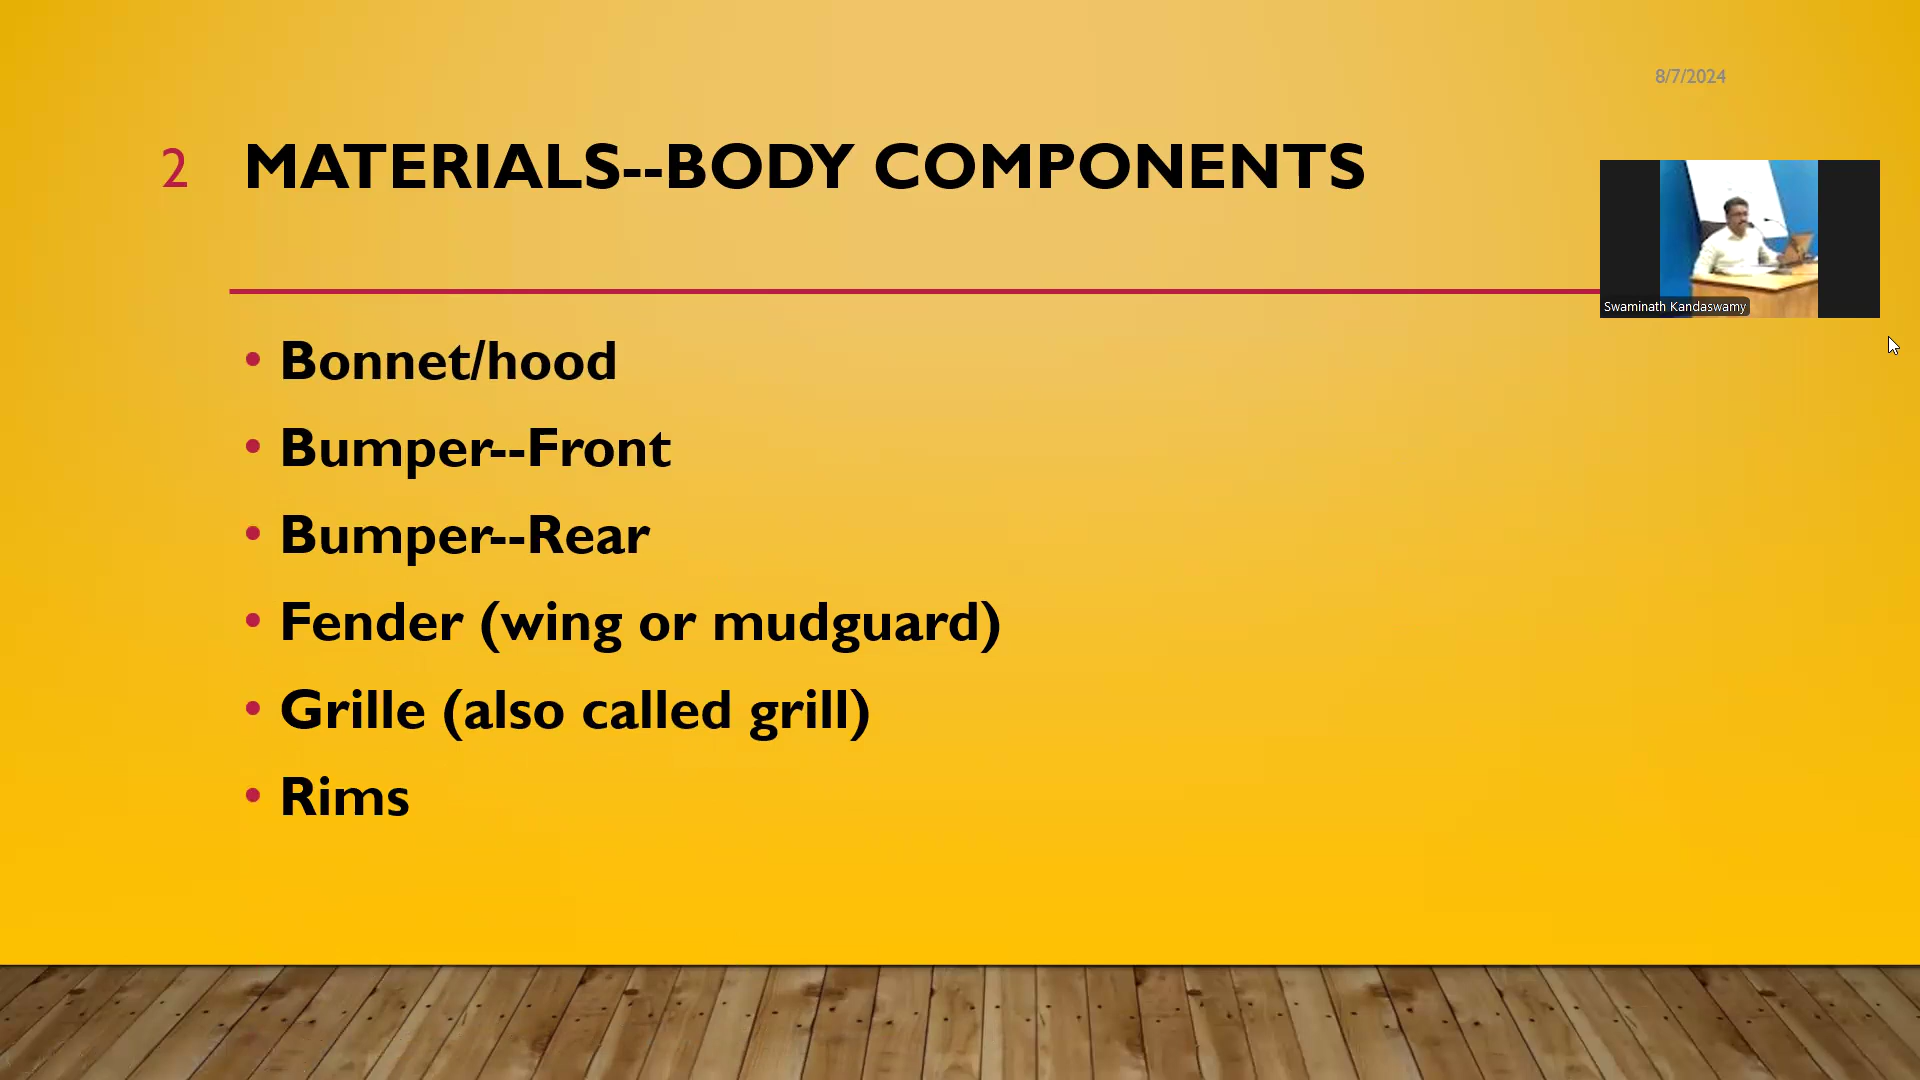 8/7/2024
2 MATERIALS--BODY COMPONENTS
Swaminath Kandaswamy
• Bonnet/hood
• Bumper--Front
• Bumper--Rear
• Fender (wing or mudguard)
• Grille (also called grill)
• Rims